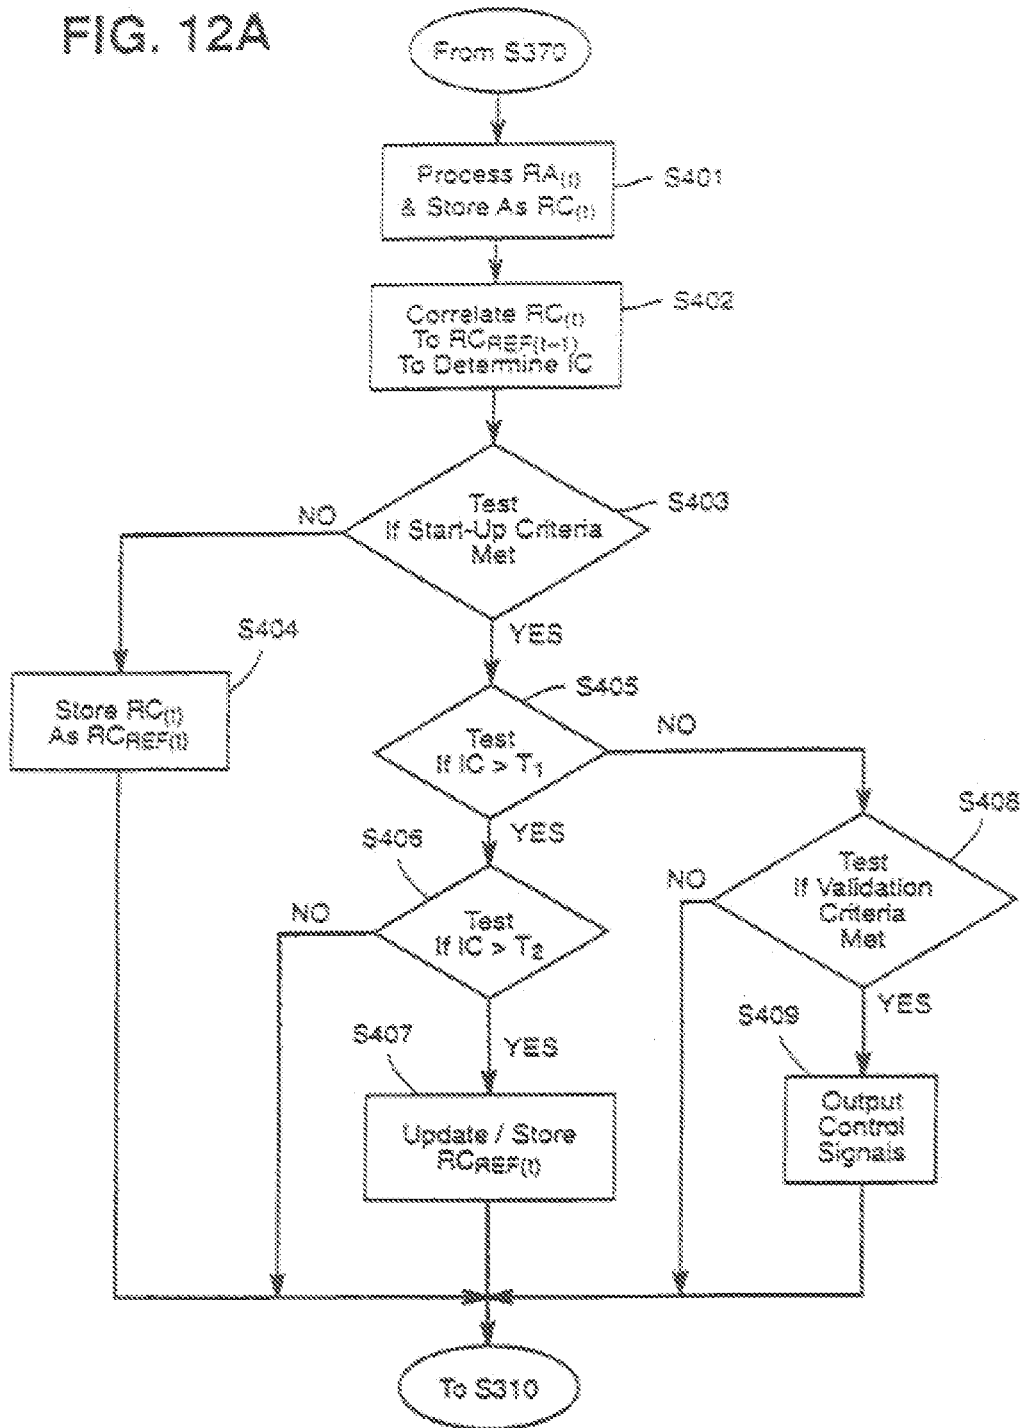 FIG. 12A
From S370
Process RA(t)
& Store As RC(t)
S401
Correlate RC(t)
To RCREF(t-1)
To Determine IC
S402
Test
If Start-Up Criteria
Met
S403
NO
YES
S404
Store RC(t)
As RCREF(t)
S405
Test
If IC > T1
NO
YES
S406
Test
If IC > T2
NO
YES
S408
Test
If Validation
Criteria
Met
NO
YES
S407
Update / Store
RCREF(t)
S409
Output
Control
Signals
To S310